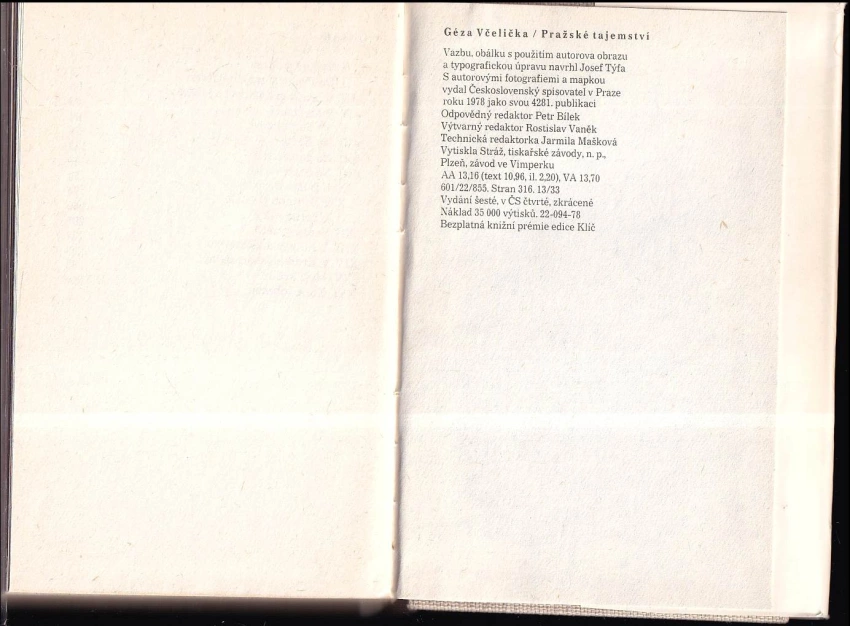 Géza Včelička / Pražské tajemství
Vazbu, obálku s použitím autorova obrazu
a typografickou úpravu navrhl Josef Týfa
S autorovými fotografiemi a mapkou
vydal Československý spisovatel v Praze
roku 1978 jako svou 4281. publikaci
Odpovědný redaktor Petr Bílek
Výtvarný redaktor Rostislav Vaněk
Technická redaktorka Jarmila Mašková
Vytiskla Stráž, tiskařské závody, n. p.,
Plzeň, závod ve Vimperku
AA 13,16 (text 10,96, il. 2,20), VA 13,70
601/22/855. Stran 316. 13/33
Vydání šesté, v ČS čtvrté, zkrácené
Náklad 35 000 výtisků. 22-094-78
Bezplatná knižní prémie edice Klíč